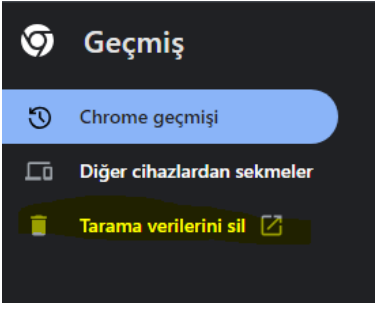 Geçmiş
Chrome geçmişi
Diğer cihazlardan sekmeler
Tarama verilerini sil